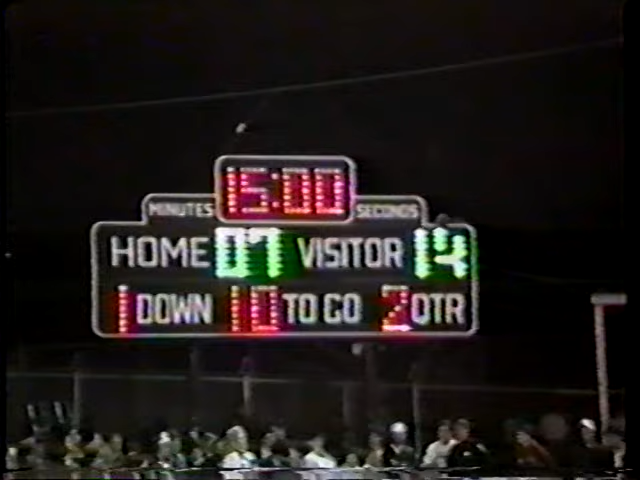 15:00
MINUTES SECONDS
HOME 07 VISITOR 14
1 DOWN 10 TO GO 2 QTR